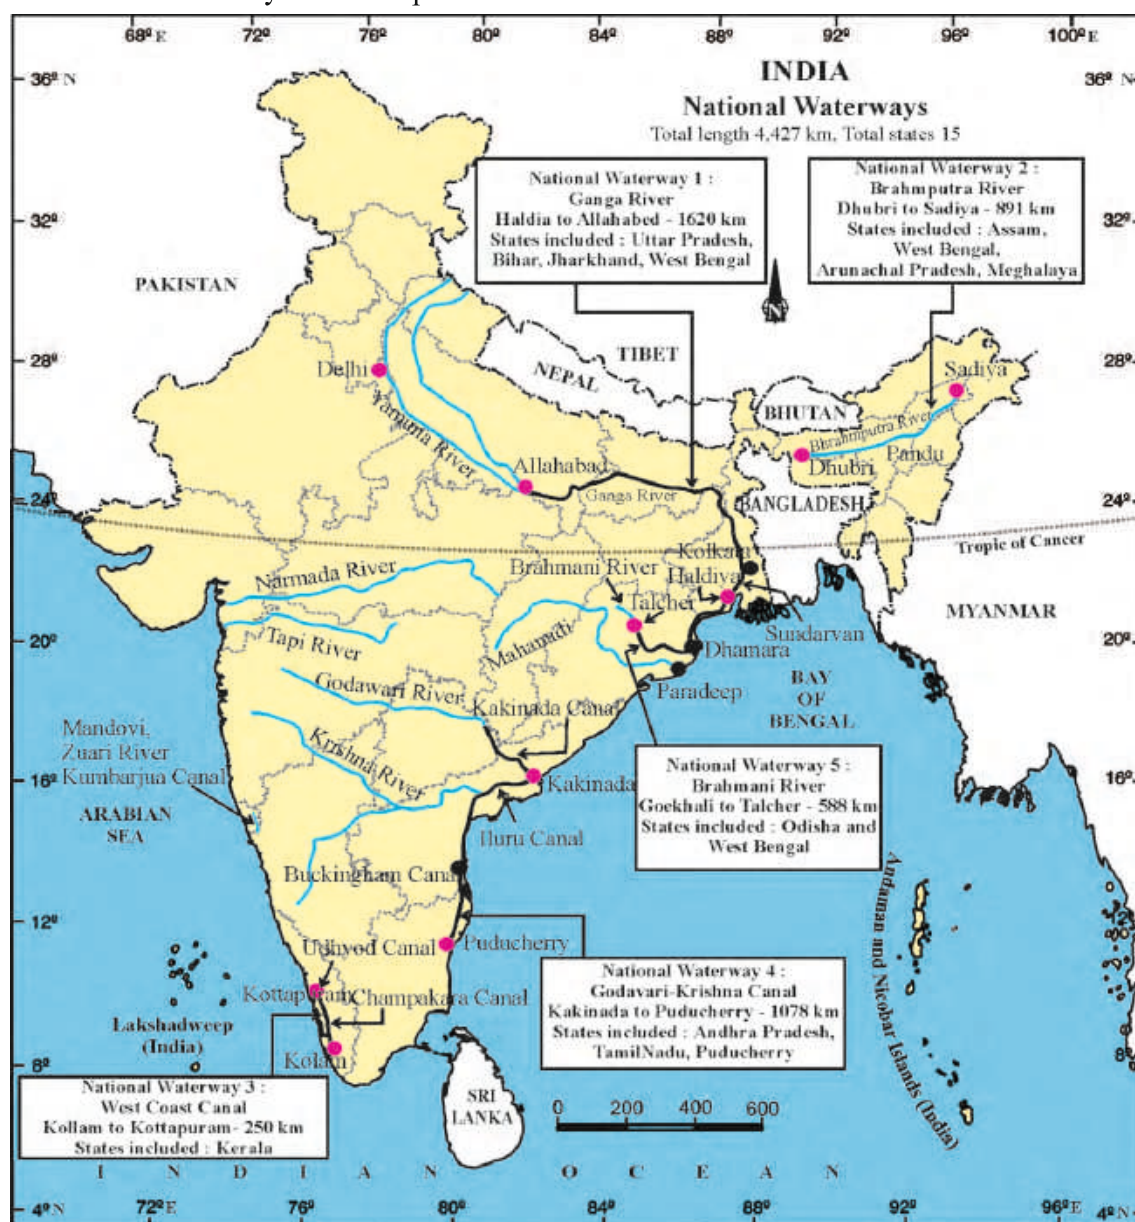 68º E 72º 76º 80º 84º 88º 92º 96º E 100º
36º N
36º N
INDIA
National Waterways
Total length 4,427 km, Total states 15
National Waterway 1 :
Ganga River
Haldia to Allahabed - 1620 km
States included : Uttar Pradesh,
Bihar, Jharkhand, West Bengal
National Waterway 2 :
Brahmputra River
Dhubri to Sadiya - 891 km
States included : Assam,
West Bengal,
Arunachal Pradesh, Meghalaya
32º
32º
PAKISTAN
N
TIBET
NEPAL
BHUTAN
28º
28º
Delhi
Sadiya
Yamuna River
Bhrahmputra River
Pandu
Dhubri
Allahabad
Ganga River
BANGLADESH
24º
24º
Tropic of Cancer
Kolkata
Brahmani River
Haldiya
Narmada River
Talcher
MYANMAR
20º
20º
Tapi River
Mahanadi
Sundarvan
Dhamara
Paradeep
BAY
OF
BENGAL
Godawari River
Kakinada Canal
Mandovi,
Zuari River
Kumbarjua Canal
Krishna River
16º
16º
Kakinada
National Waterway 5 :
Brahmani River
Goekhali to Talcher - 588 km
States included : Odisha and
West Bengal
ARABIAN
SEA
Iluru Canal
Buckingham Canal
12º
12º
Udhyod Canal
Puducherry
Andaman and Nicobar Islands (India)
Kottapuram
Champakara Canal
National Waterway 4 :
Godavari-Krishna Canal
Kakinada to Puducherry - 1078 km
States included : Andhra Pradesh,
TamilNadu, Puducherry
Lakshadweep
(India)
Kolam
8º
8º
National Waterway 3 :
West Coast Canal
Kollam to Kottapuram- 250 km
States included : Kerala
SRI
LANKA
0 200 400 600
INDIAN OCEAN
4º N 72º E 76º 80º 84º 88º 92º 96º E 4º N